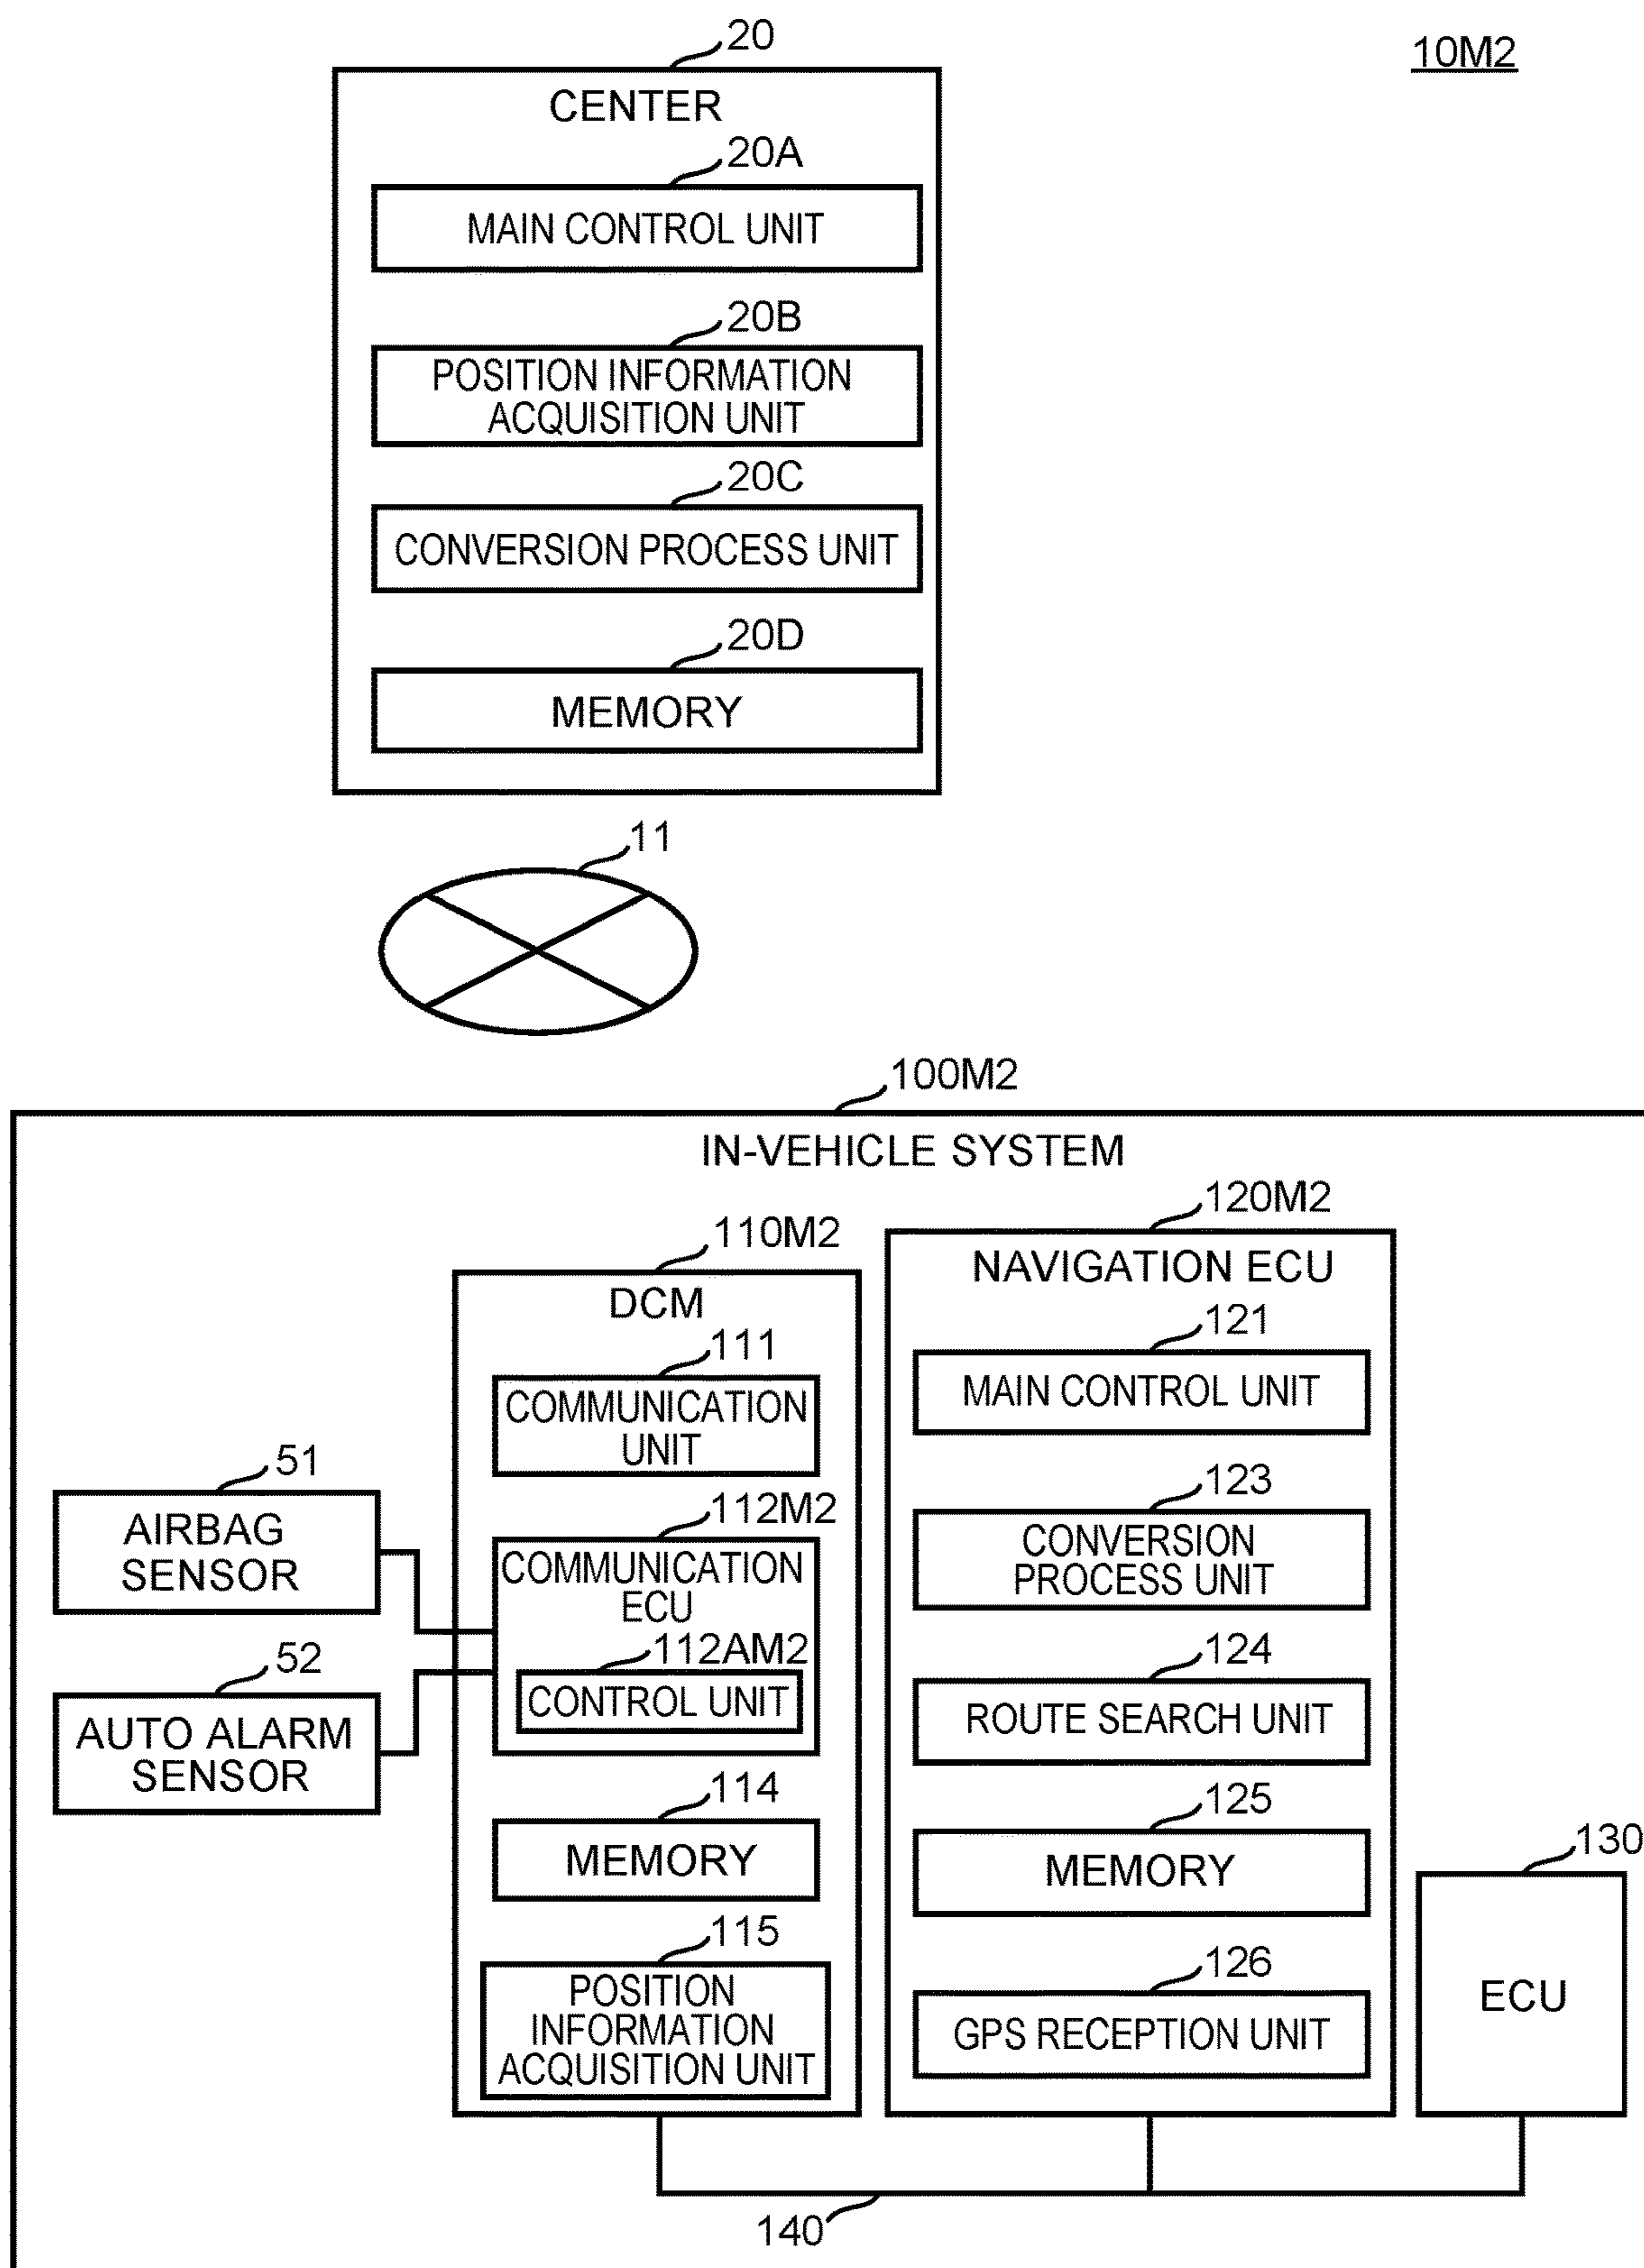 10M2
20
CENTER
20A
MAIN CONTROL UNIT
20B
POSITION INFORMATION
ACQUISITION UNIT
20C
CONVERSION PROCESS UNIT
20D
MEMORY
11
100M2
IN-VEHICLE SYSTEM
110M2
DCM
111
COMMUNICATION
UNIT
51
AIRBAG
SENSOR
112M2
COMMUNICATION
ECU
112AM2
CONTROL UNIT
52
AUTO ALARM
SENSOR
114
MEMORY
115
POSITION
INFORMATION
ACQUISITION UNIT
120M2
NAVIGATION ECU
121
MAIN CONTROL UNIT
123
CONVERSION
PROCESS UNIT
124
ROUTE SEARCH UNIT
125
MEMORY
126
GPS RECEPTION UNIT
130
ECU
140